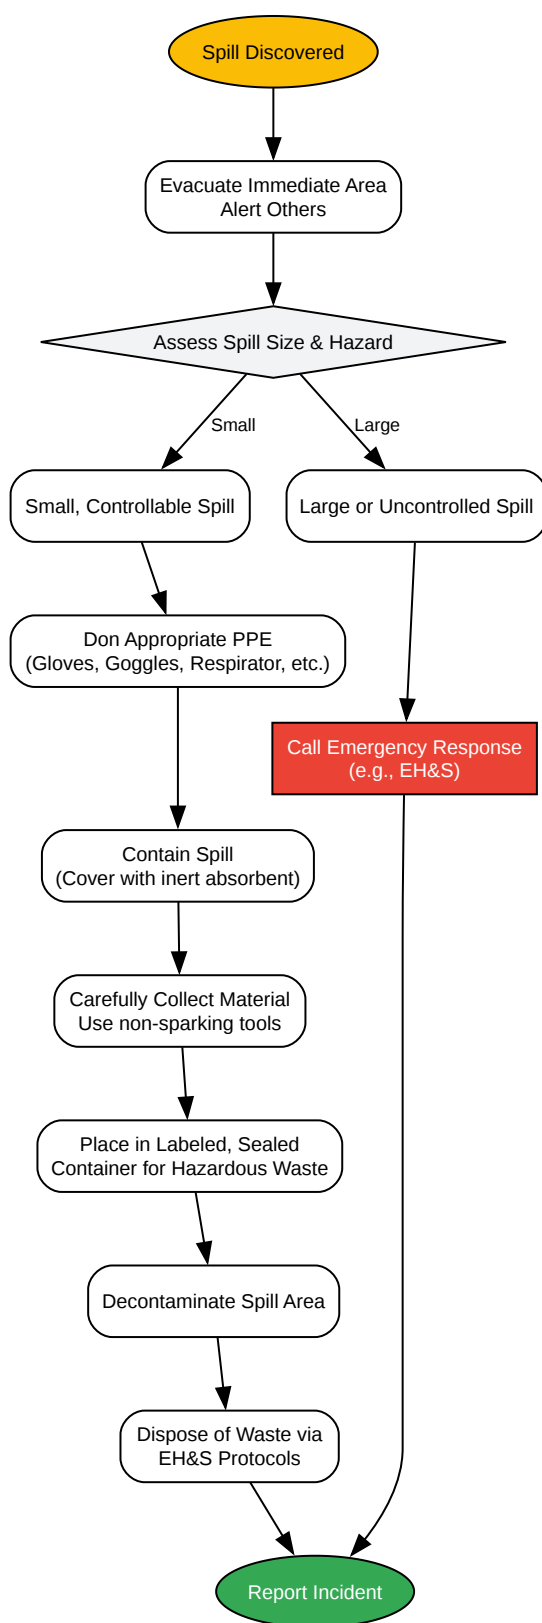 Spill Discovered
Evacuate Immediate Area
Alert Others
Assess Spill Size & Hazard
Small
Large
Small, Controllable Spill
Large or Uncontrolled Spill
Don Appropriate PPE
(Gloves, Goggles, Respirator, etc.)
Call Emergency Response
(e.g., EH&S)
Contain Spill
(Cover with inert absorbent)
Carefully Collect Material
Use non-sparking tools
Place in Labeled, Sealed
Container for Hazardous Waste
Decontaminate Spill Area
Dispose of Waste via
EH&S Protocols
Report Incident